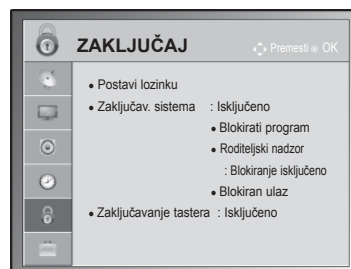 ZAKLJUČAJ
Premesti OK
• Postavi lozinku
• Zaključav. sistema : Isključeno
• Blokirati program
• Roditeljski nadzor
: Blokiranje isključeno
• Blokiran ulaz
• Zaključavanje tastera : Isključeno